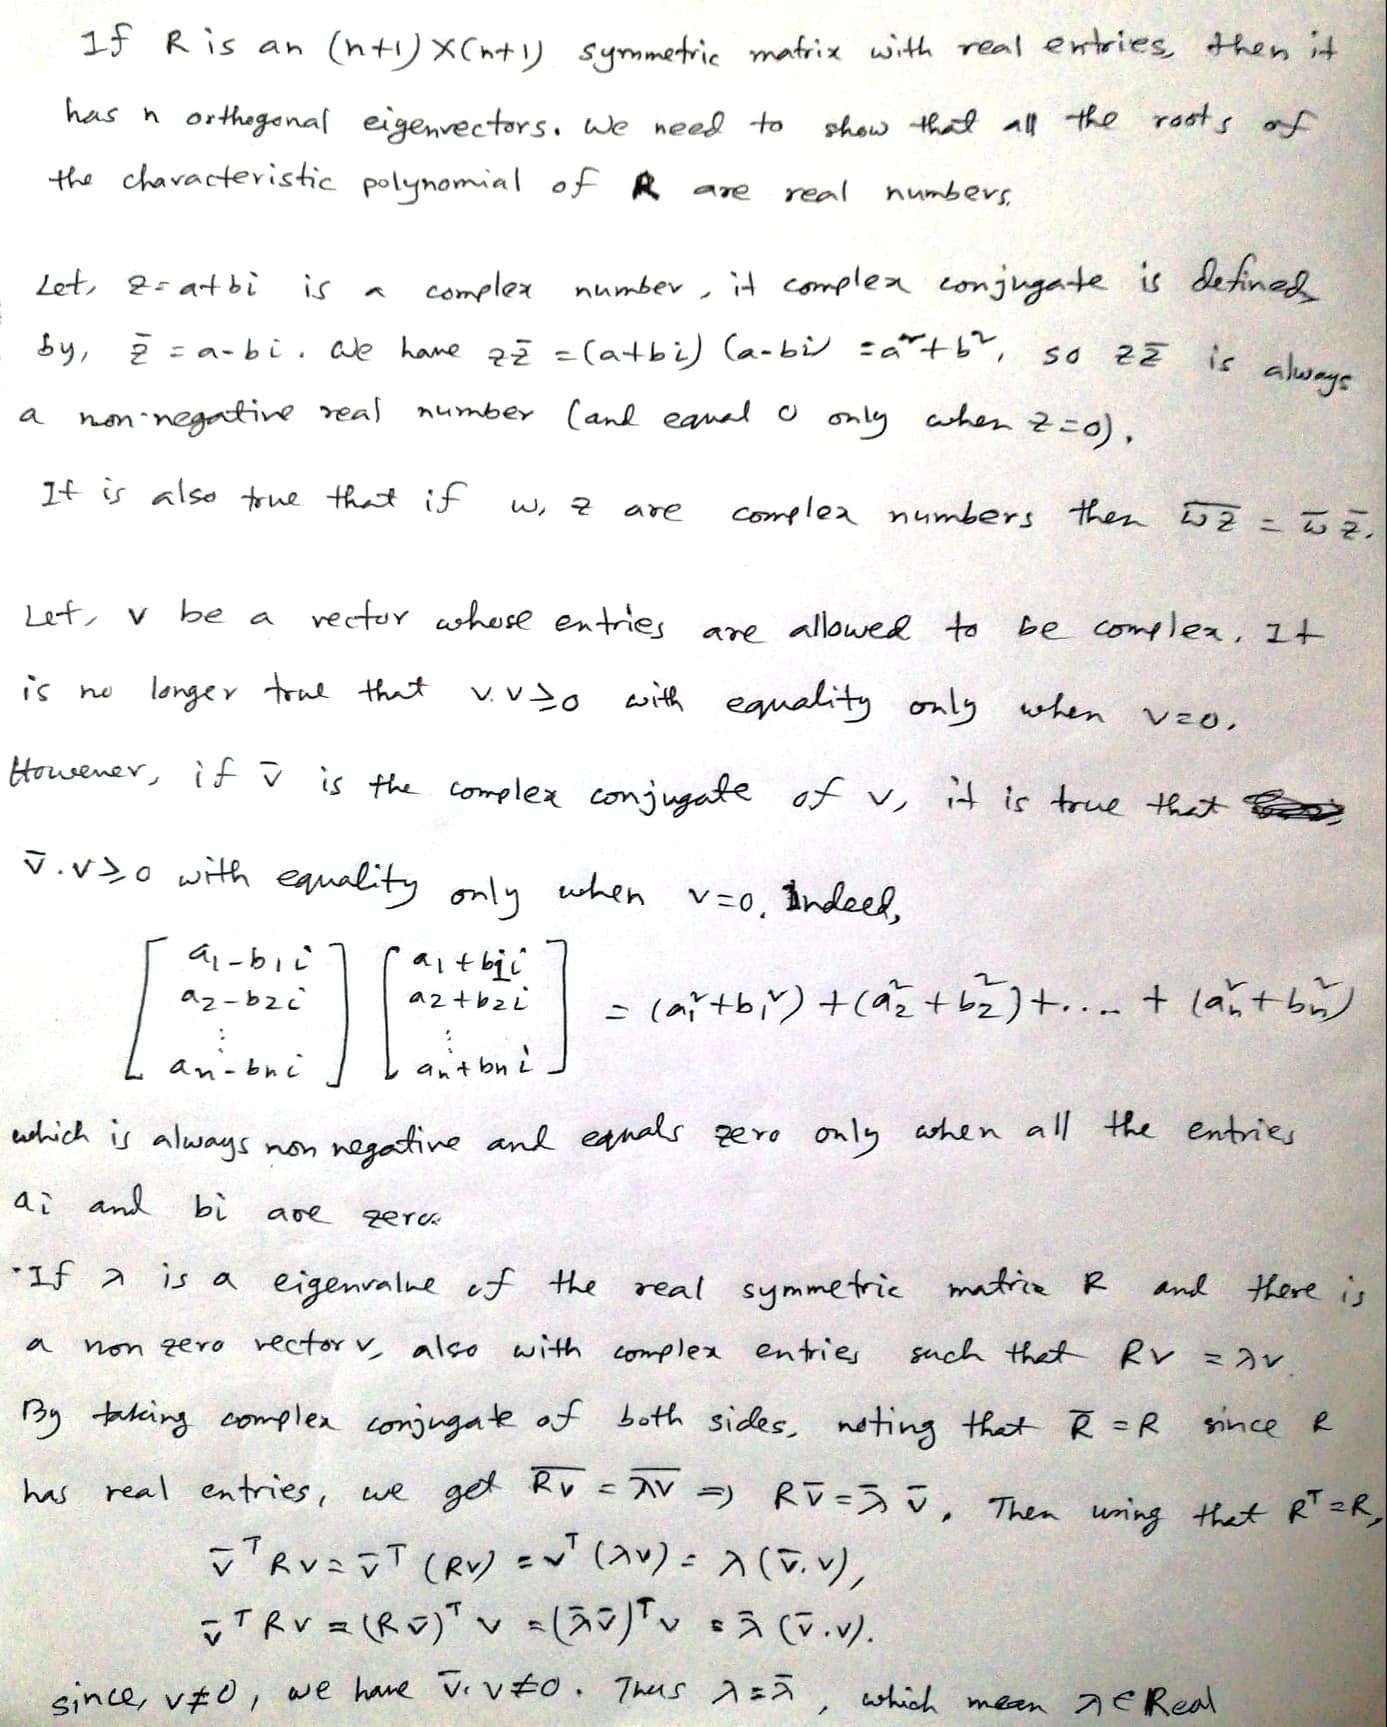 If R is an (n+1)×(n+1) symmetric matrix with real entries, then it
has n orthogonal eigenvectors. We need to show that all the roots of
the characteristic polynomial of R are real numbers.
Let, z=a+bi is a complex number, it complex conjugate is defined
by, z̄ = a-bi. We have zz̄ =(a+bi) (a-bi) =a²+b², so zz̄ is always
a non-negative real number (and equal 0 only when z=0).
It is also true that if w, z are complex numbers then \overline{wz} = w̄ z̄.
Let, v be a vector whose entries are allowed to be complex. It
is no longer true that v.v≥0 with equality only when v=0.
However, if v̄ is the complex conjugate of v, it is true that
v̄.v≥0 with equality only when v=0. Indeed,
[a₁-b₁i a₂-b₂i ⋮ aₙ-bₙi] [a₁+b₁i a₂+b₂i ⋮ aₙ+bₙi] = (a₁²+b₁²)+(a₂²+b₂²)+....+(aₙ²+bₙ²)
which is always non negative and equals zero only when all the entries
ai and bi are zero.
If λ is a eigenvalue of the real symmetric matrix R and there is
a non zero vector v, also with complex entries such that Rv = λv.
By taking complex conjugate of both sides, noting that R̄ = R since R
has real entries, we get \overline{Rv} = \overline{λv} ⇒ Rv̄ = λ̄ v̄. Then using that Rᵀ=R,
v̄ᵀRv = v̄ᵀ(Rv) = vᵀ(λv) = λ(v̄.v),
v̄ᵀRv = (Rv̄)ᵀ v = (λ̄v̄)ᵀv = λ̄ (v̄.v).
since, v≠0, we have v̄.v≠0. Thus λ=λ̄, which mean λ∈Real